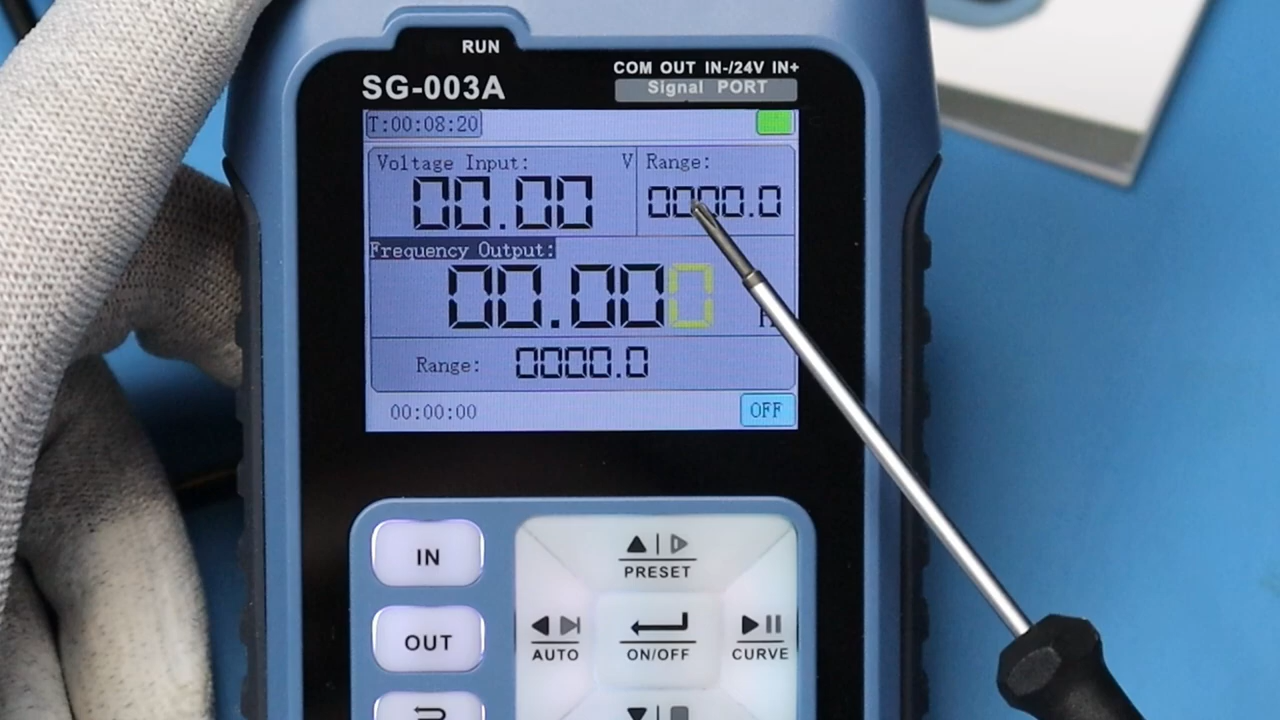 RUN
SG-003A
COM OUT IN-/24V IN+
Signal PORT
T:00:08:20
Voltage Input: V
00.00
Range:
0000.0
Frequency Output:
00.000
Range: 0000.0
00:00:00
OFF
IN
OUT
PRESET
AUTO
ON/OFF
CURVE